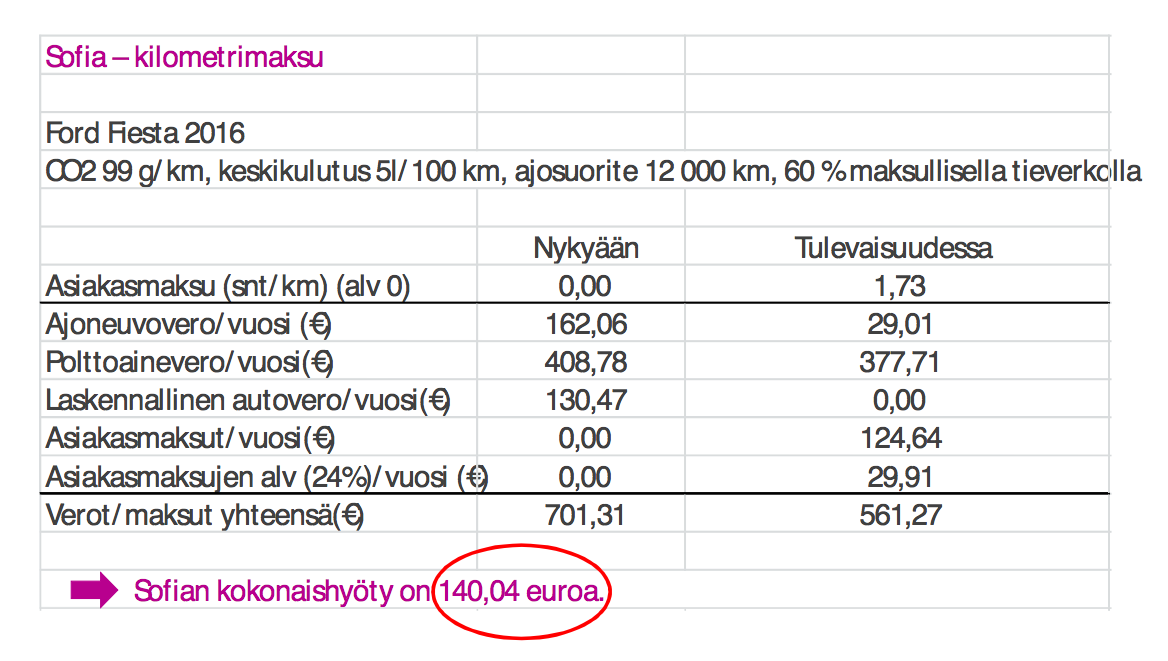 Sofia – kilometrimaksu
Ford Fiesta 2016
CO2 99 g/km, keskikulutus 5l/100 km, ajosuorite 12 000 km, 60 % maksullisella tieverkolla
Nykyään Tulevaisuudessa
Asiakasmaksu (snt/km) (alv 0) 0,00 1,73
Ajoneuvovero/vuosi (€) 162,06 29,01
Polttoainevero/vuosi(€) 408,78 377,71
Laskennallinen autovero/vuosi(€) 130,47 0,00
Asiakasmaksut/vuosi(€) 0,00 124,64
Asiakasmaksujen alv (24%)/vuosi (€) 0,00 29,91
Verot/maksut yhteensä(€) 701,31 561,27
Sofian kokonaishyöty on 140,04 euroa.